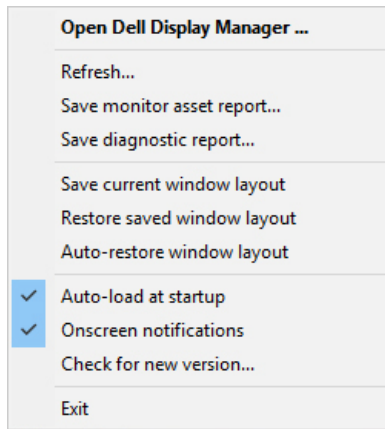 Open Dell Display Manager ...
Refresh...
Save monitor asset report...
Save diagnostic report...
Save current window layout
Restore saved window layout
Auto-restore window layout
Auto-load at startup
Onscreen notifications
Check for new version...
Exit